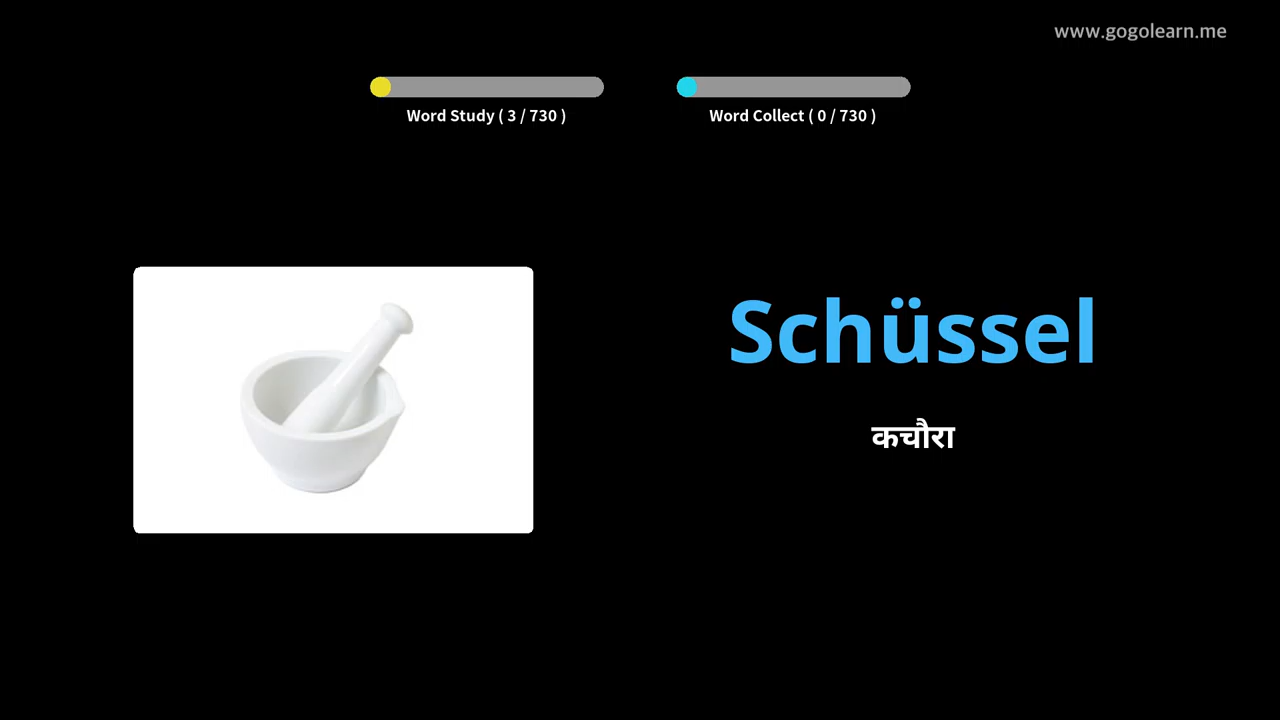 www.gogolearn.me
Word Study ( 3 / 730 )
Word Collect ( 0 / 730 )
Schüssel
कचौरा